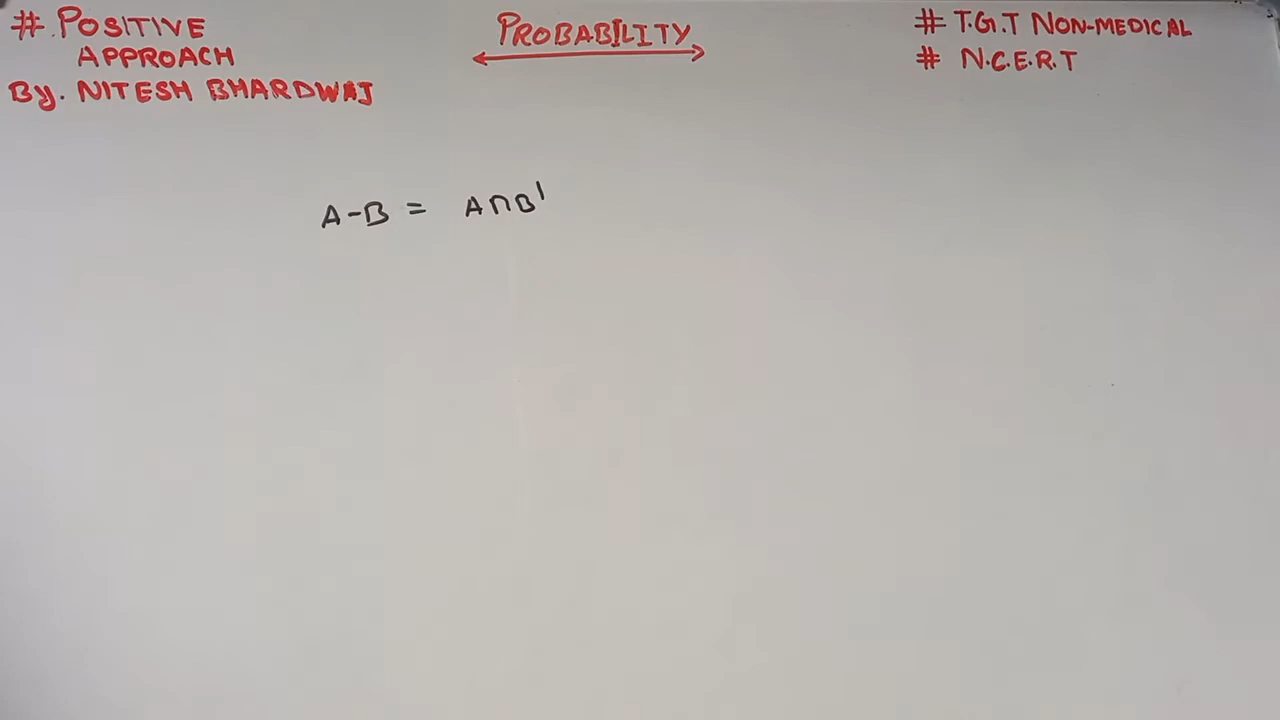 # POSITIVE
APPROACH
By. NITESH BHARDWAJ
PROBABILITY
# T.G.T NON-MEDICAL
# N.C.E.R.T
A-B = A∩B'